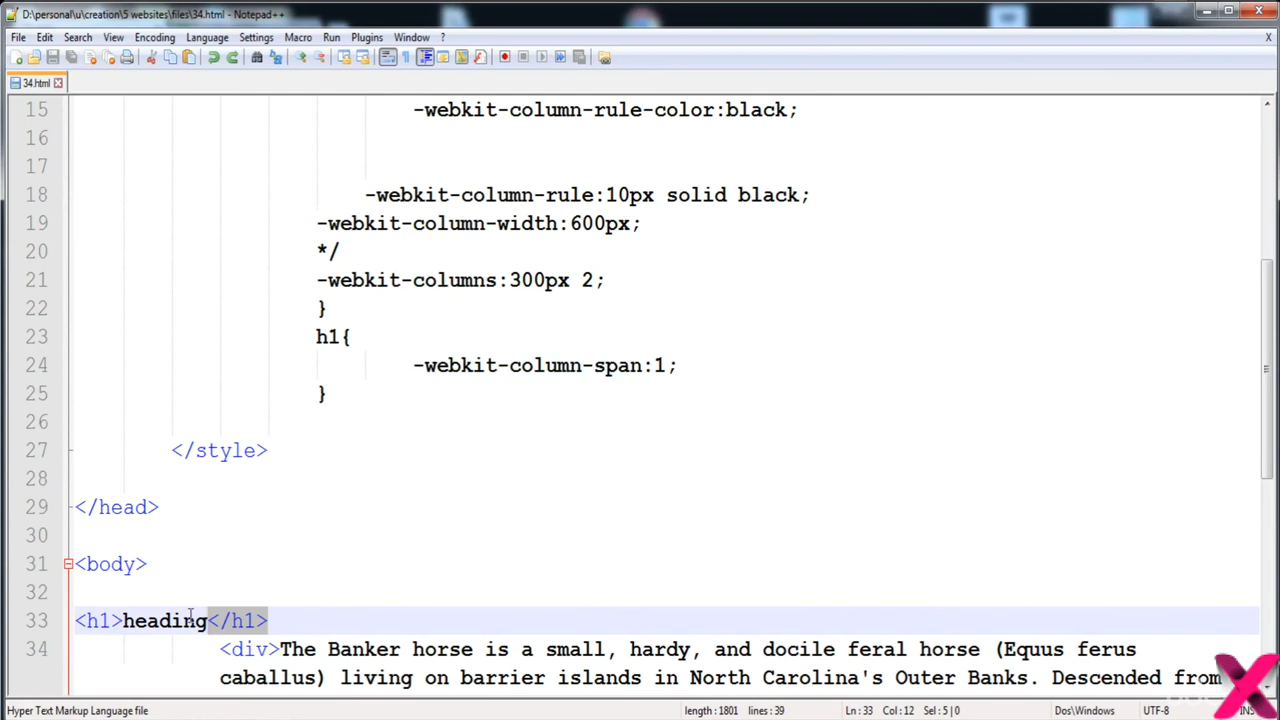 D:\personal\u\creation\5 websites\files\34.html - Notepad++
File Edit Search View Encoding Language Settings Macro Run Plugins Window ? X
34.html
15 -webkit-column-rule-color:black;
16
17
18 -webkit-column-rule:10px solid black;
19 -webkit-column-width:600px;
20 */
21 -webkit-columns:300px 2;
22 }
23 h1{
24 -webkit-column-span:1;
25 }
26
27 </style>
28
29 </head>
30
31 <body>
32
33 <h1>heading</h1>
34 <div>The Banker horse is a small, hardy, and docile feral horse (Equus ferus
caballus) living on barrier islands in North Carolina's Outer Banks. Descended from
Hyper Text Markup Language file length : 1801 lines : 39 Ln : 33 Col : 12 Sel : 5 | 0 Dos\Windows UTF-8 INS